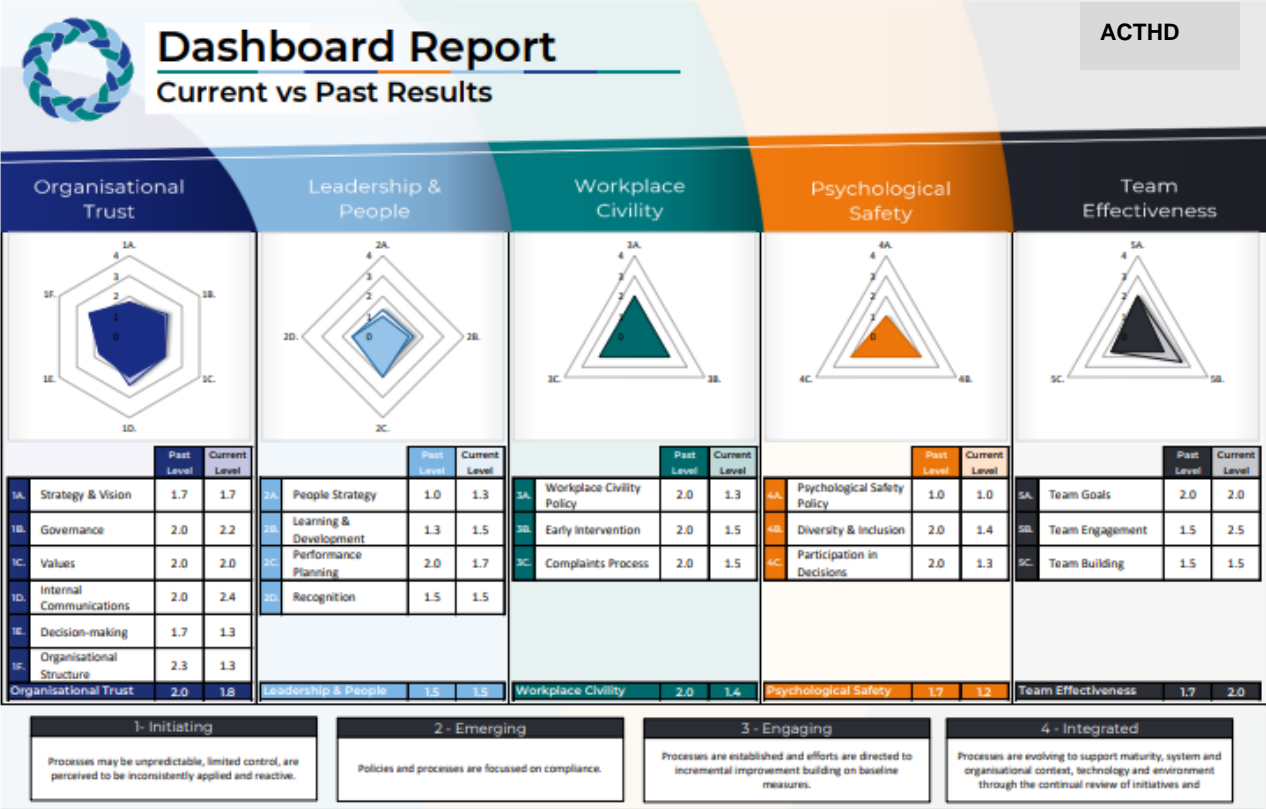 ACTHD
Dashboard Report
Current vs Past Results
Organisational
Trust
Leadership &
People
Workplace
Civility
Psychological
Safety
Team
Effectiveness
1A.
4
3
2
1
0
1B.
1C.
1D.
1E.
1F.
2A.
4
3
2
1
0
2B.
2C.
2D.
3A.
4
3
2
1
0
3B.
3C.
4A.
4
3
2
1
0
4B.
4C.
5A.
4
3
2
1
0
5B.
5C.
Past Level Current Level
1A. Strategy & Vision 1.7 1.7
1B. Governance 2.0 2.2
1C. Values 2.0 2.0
1D. Internal Communications 2.0 2.4
1E. Decision-making 1.7 1.3
1F. Organisational Structure 2.3 1.3
Organisational Trust 2.0 1.8
Past Level Current Level
2A. People Strategy 1.0 1.3
2B. Learning & Development 1.3 1.5
2C. Performance Planning 2.0 1.7
2D. Recognition 1.5 1.5
Leadership & People 1.5 1.5
Past Level Current Level
3A. Workplace Civility Policy 2.0 1.3
3B. Early Intervention 2.0 1.5
3C. Complaints Process 2.0 1.5
Workplace Civility 2.0 1.4
Past Level Current Level
4A. Psychological Safety Policy 1.0 1.0
4B. Diversity & Inclusion 2.0 1.4
4C. Participation in Decisions 2.0 1.3
Psychological Safety 1.7 1.2
Past Level Current Level
5A. Team Goals 2.0 2.0
5B. Team Engagement 1.5 2.5
5C. Team Building 1.5 1.5
Team Effectiveness 1.7 2.0
1- Initiating
Processes may be unpredictable, limited control, are
perceived to be inconsistently applied and reactive.
2 - Emerging
Policies and processes are focussed on compliance.
3 - Engaging
Processes are established and efforts are directed to
incremental improvement building on baseline
measures.
4 - Integrated
Processes are evolving to support maturity, system and
organisational context, technology and environment
through the continual review of initiatives and